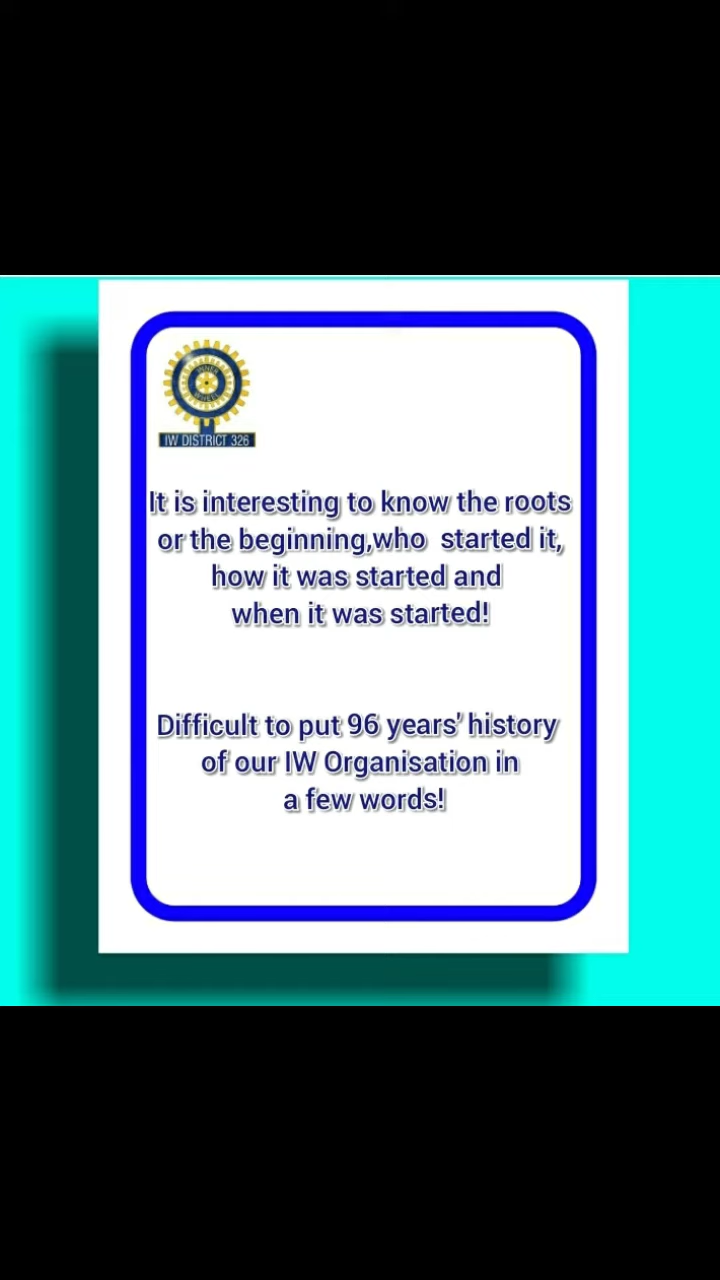 INNER
WHEEL
IW DISTRICT 326
It is interesting to know the roots
or the beginning,who started it,
how it was started and
when it was started!
Difficult to put 96 years' history
of our IW Organisation in
a few words!